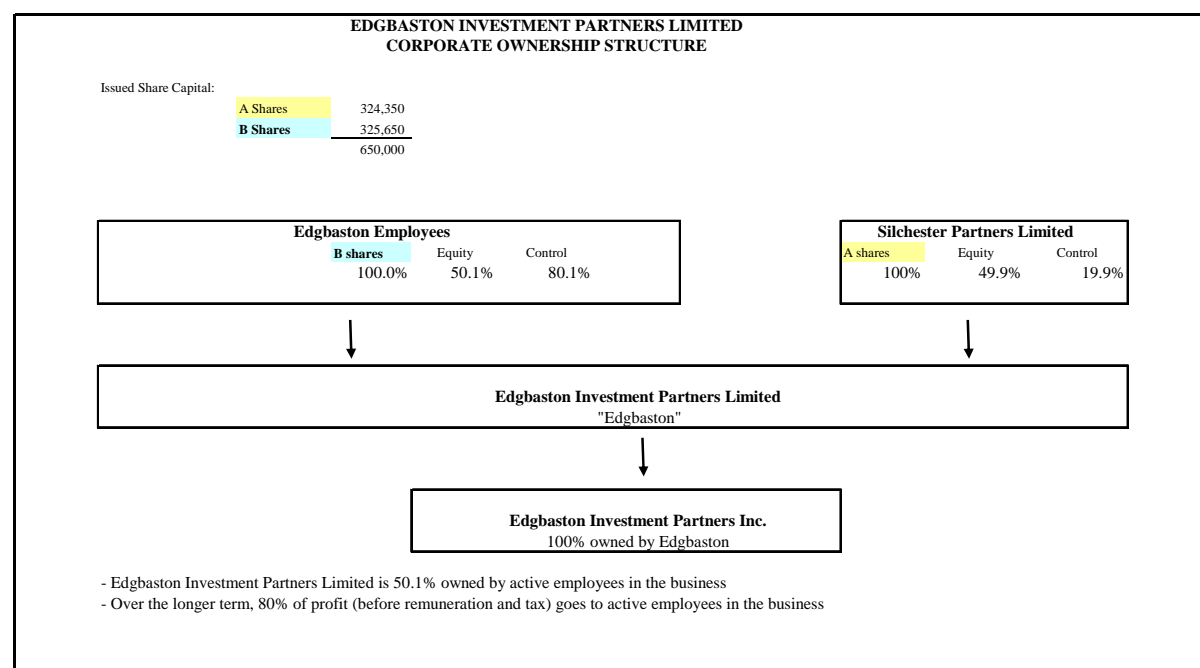 EDGBASTON INVESTMENT PARTNERS LIMITED
CORPORATE OWNERSHIP STRUCTURE
Issued Share Capital:
A Shares 324,350
B Shares 325,650
650,000
Edgbaston Employees
B shares Equity Control
100.0% 50.1% 80.1%
Silchester Partners Limited
A shares Equity Control
100% 49.9% 19.9%
Edgbaston Investment Partners Limited
"Edgbaston"
Edgbaston Investment Partners Inc.
100% owned by Edgbaston
- Edgbaston Investment Partners Limited is 50.1% owned by active employees in the business
- Over the longer term, 80% of profit (before remuneration and tax) goes to active employees in the business